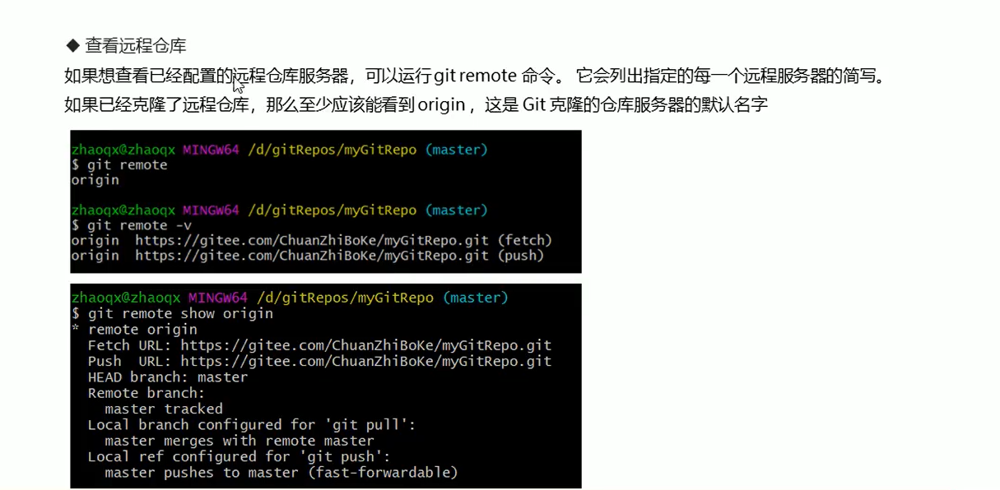 ◆ 查看远程仓库
如果想查看已经配置的远程仓库服务器，可以运行 git remote 命令。 它会列出指定的每一个远程服务器的简写。
如果已经克隆了远程仓库，那么至少应该能看到 origin ，这是 Git 克隆的仓库服务器的默认名字
zhaoqx@zhaoqx MINGW64 /d/gitRepos/myGitRepo (master)
$ git remote
origin
zhaoqx@zhaoqx MINGW64 /d/gitRepos/myGitRepo (master)
$ git remote -v
origin  https://gitee.com/ChuanZhiBoKe/myGitRepo.git (fetch)
origin  https://gitee.com/ChuanZhiBoKe/myGitRepo.git (push)
zhaoqx@zhaoqx MINGW64 /d/gitRepos/myGitRepo (master)
$ git remote show origin
* remote origin
  Fetch URL: https://gitee.com/ChuanZhiBoKe/myGitRepo.git
  Push  URL: https://gitee.com/ChuanZhiBoKe/myGitRepo.git
  HEAD branch: master
  Remote branch:
    master tracked
  Local branch configured for 'git pull':
    master merges with remote master
  Local ref configured for 'git push':
    master pushes to master (fast-forwardable)